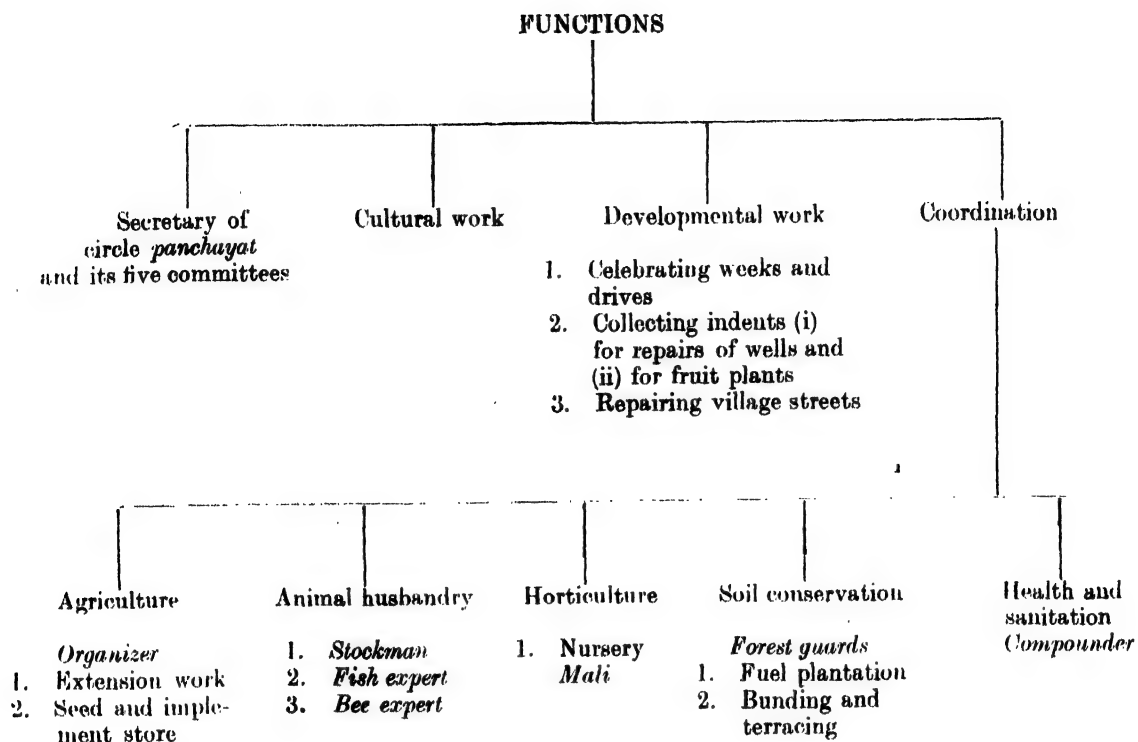 FUNCTIONS
Secretary of
circle panchayat
and its five committees
Cultural work
Developmental work
1. Celebrating weeks and
drives
2. Collecting indents (i)
for repairs of wells and
(ii) for fruit plants
3. Repairing village streets
Coordination
Agriculture
Organizer
1. Extension work
2. Seed and imple-
ment store
Animal husbandry
1. Stockman
2. Fish expert
3. Bee expert
Horticulture
1. Nursery
Mali
Soil conservation
Forest guards
1. Fuel plantation
2. Bunding and
terracing
Health and
sanitation
Compounder